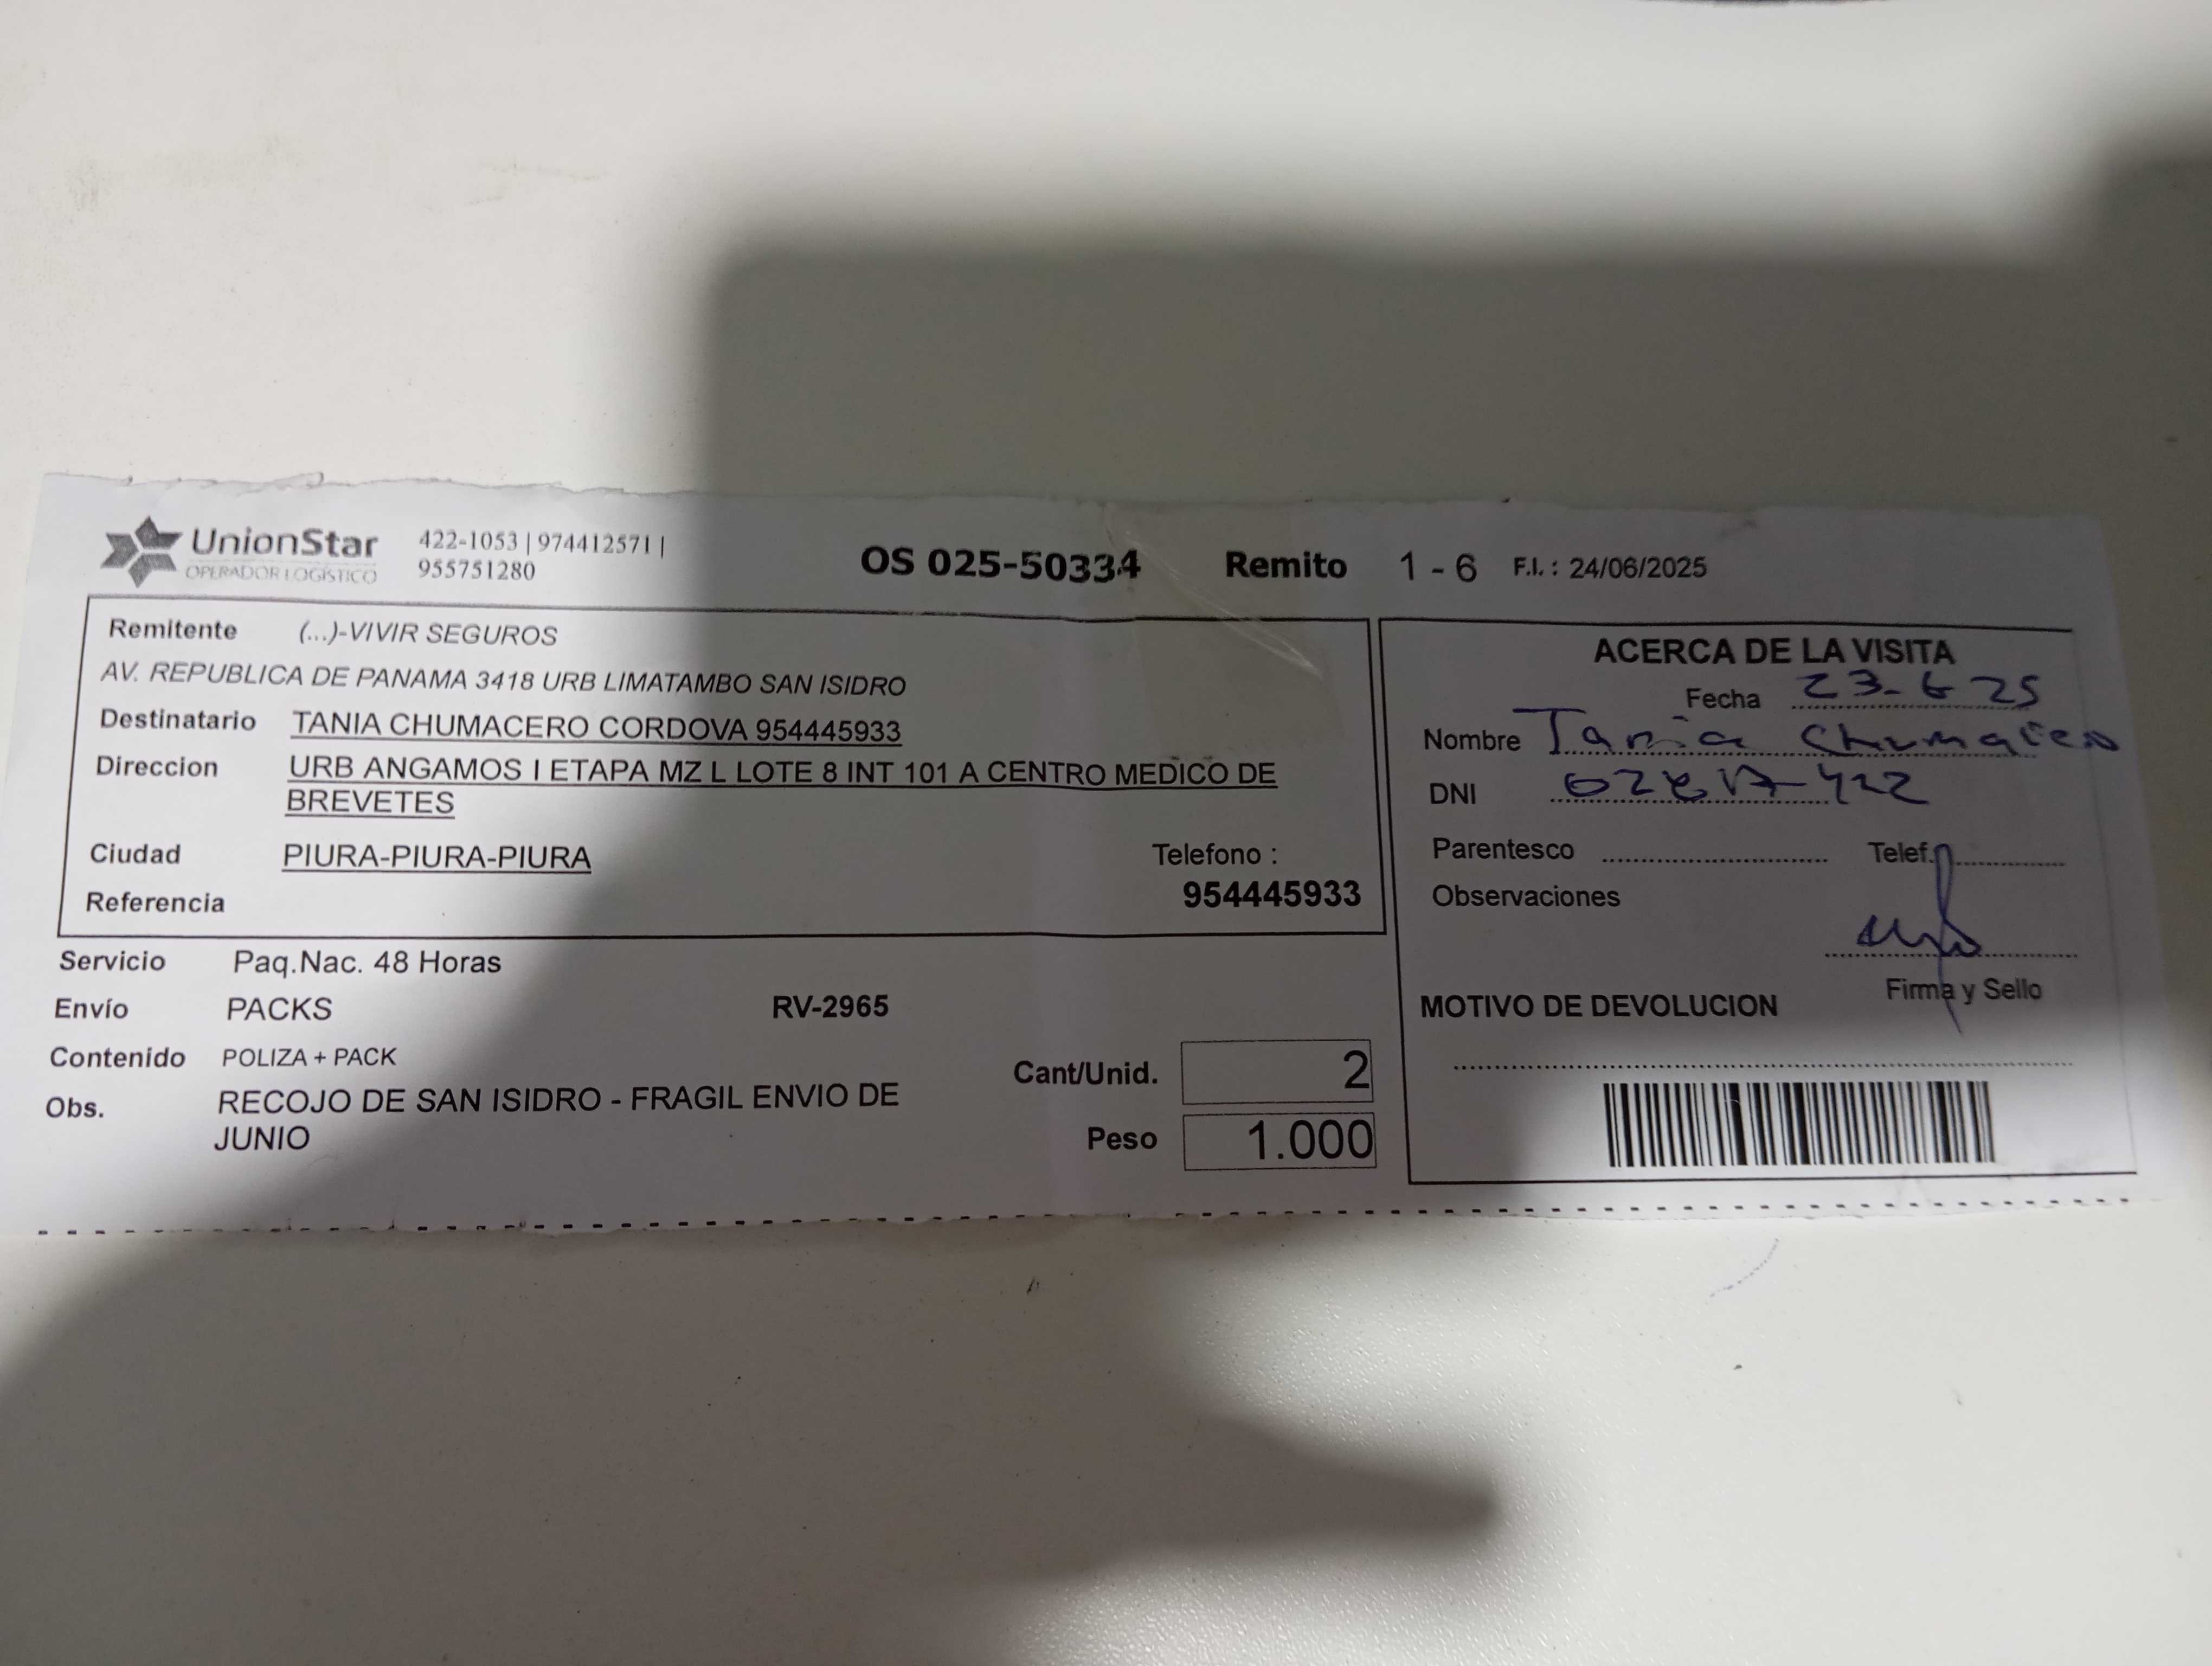 UnionStar
OPERADOR LOGÍSTICO
422-1053 | 974412571 |
955751280
OS 025-50334 Remito 1 - 6 F.I. : 24/06/2025
Remitente (...)-VIVIR SEGUROS
AV. REPUBLICA DE PANAMA 3418 URB LIMATAMBO SAN ISIDRO
Destinatario TANIA CHUMACERO CORDOVA 954445933
Direccion URB ANGAMOS I ETAPA MZ L LOTE 8 INT 101 A CENTRO MEDICO DE
BREVETES
Ciudad PIURA-PIURA-PIURA
Telefono :
954445933
Referencia
Servicio Paq.Nac. 48 Horas
Envío PACKS RV-2965
Contenido POLIZA + PACK
Obs. RECOJO DE SAN ISIDRO - FRAGIL ENVIO DE
JUNIO
Cant/Unid. 2
Peso 1.000
ACERCA DE LA VISITA
Fecha 23-6 25
Nombre Tania Chumacero
DNI
Parentesco Telef.
Observaciones
Firma y Sello
MOTIVO DE DEVOLUCION